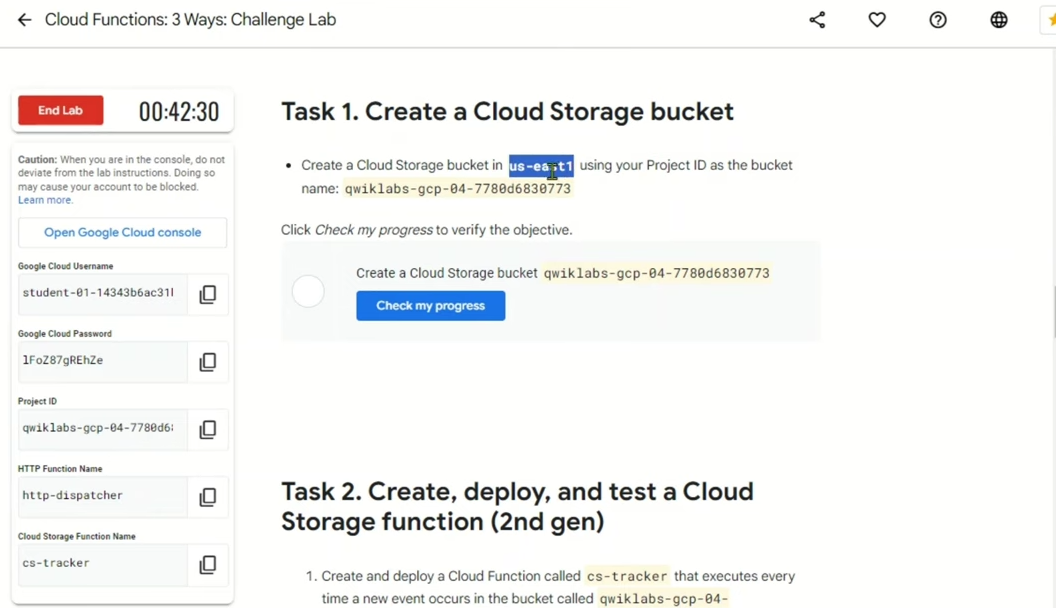 Cloud Functions: 3 Ways: Challenge Lab
End Lab
00:42:30
Caution: When you are in the console, do not
deviate from the lab instructions. Doing so
may cause your account to be blocked.
Learn more.
Open Google Cloud console
Google Cloud Username
student-01-14343b6ac31l
Google Cloud Password
lFoZ87gREhZe
Project ID
qwiklabs-gcp-04-7780d6
HTTP Function Name
http-dispatcher
Cloud Storage Function Name
cs-tracker
Task 1. Create a Cloud Storage bucket
• Create a Cloud Storage bucket in us-east1 using your Project ID as the bucket
name: qwiklabs-gcp-04-7780d6830773
Click Check my progress to verify the objective.
Create a Cloud Storage bucket qwiklabs-gcp-04-7780d6830773
Check my progress
Task 2. Create, deploy, and test a Cloud
Storage function (2nd gen)
1. Create and deploy a Cloud Function called cs-tracker that executes every
time a new event occurs in the bucket called qwiklabs-gcp-04-